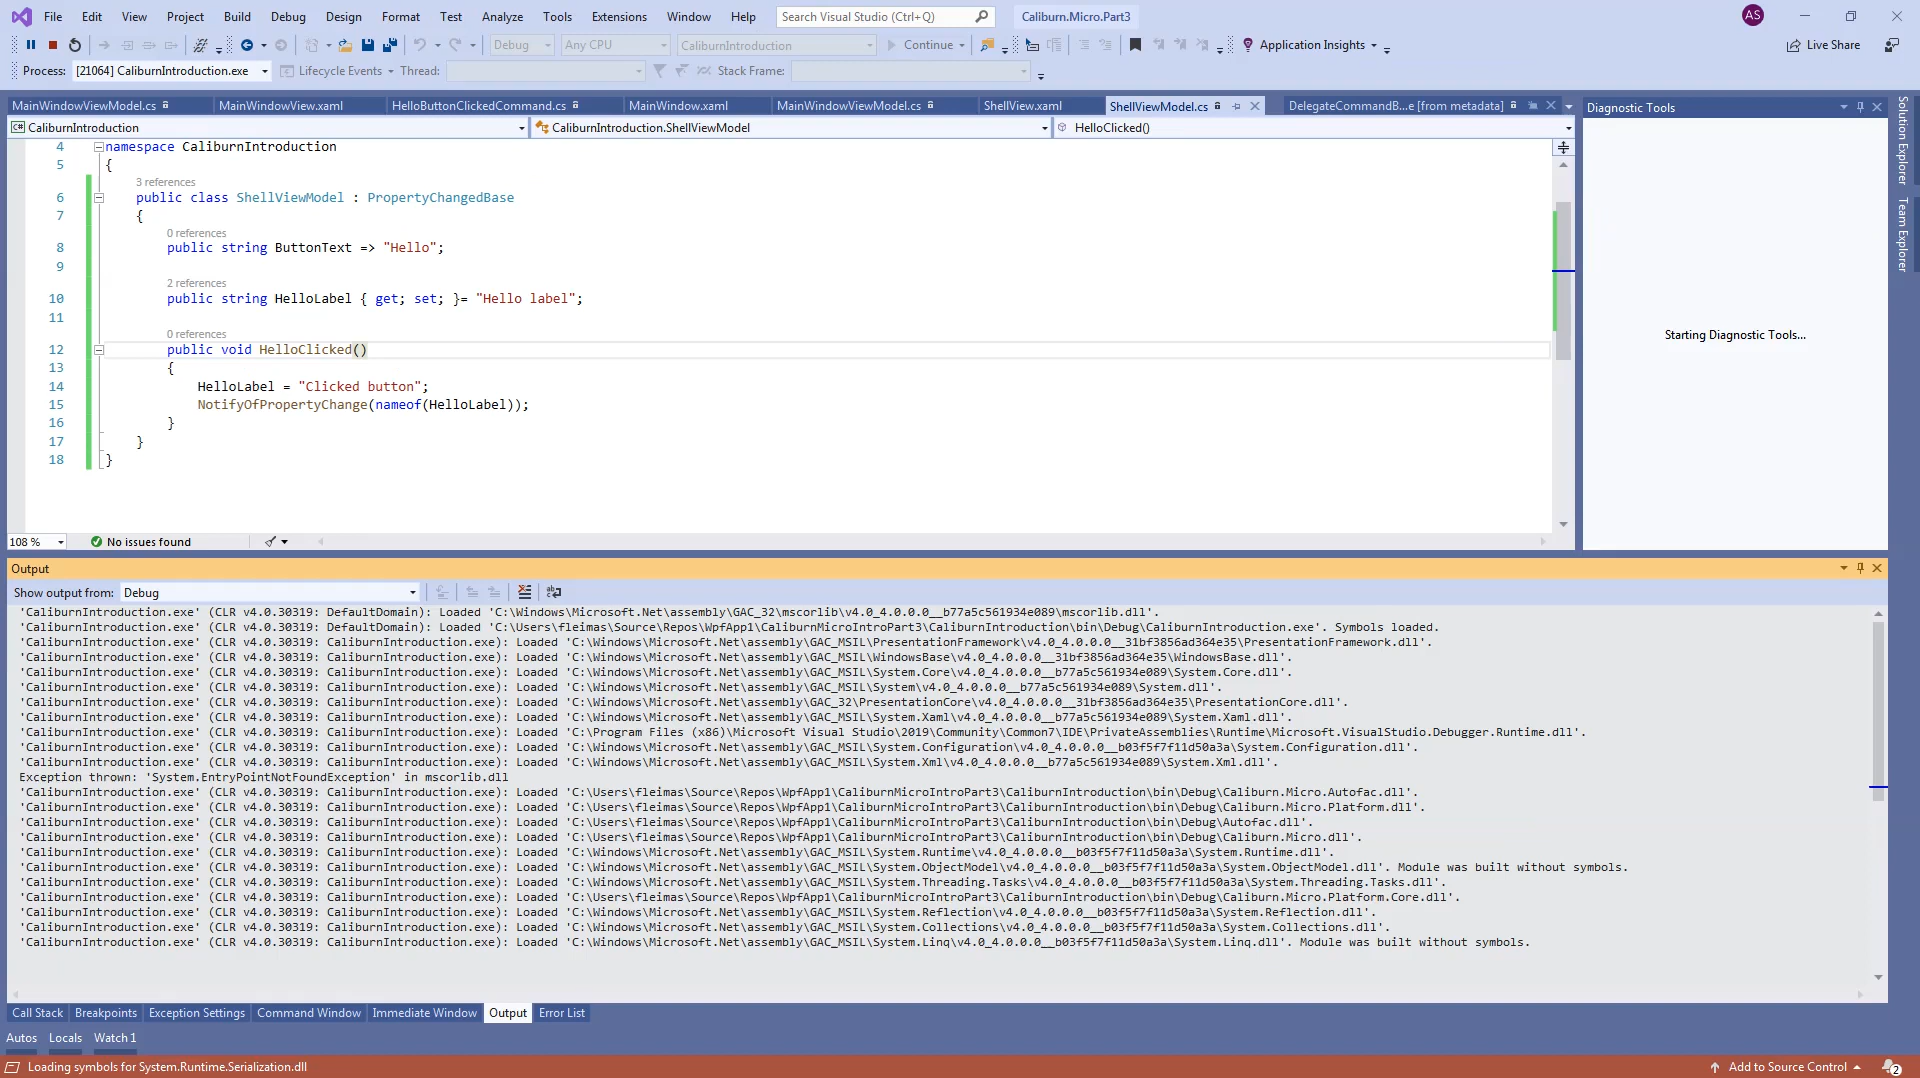 File Edit View Project Build Debug Design Format Test Analyze Tools Extensions Window Help Search Visual Studio (Ctrl+Q) Caliburn.Micro.Part3 AS
Debug Any CPU CaliburnIntroduction Continue Application Insights Live Share
Process: [21064] CaliburnIntroduction.exe Lifecycle Events Thread: Stack Frame:
MainWindowViewModel.cs MainWindowView.xaml HelloButtonClickedCommand.cs MainWindow.xaml MainWindowViewModel.cs ShellView.xaml ShellViewModel.cs DelegateCommandB...e [from metadata] Diagnostic Tools
CaliburnIntroduction CaliburnIntroduction.ShellViewModel HelloClicked()
Solution Explorer
Team Explorer
4 namespace CaliburnIntroduction
5 {
3 references
6 public class ShellViewModel : PropertyChangedBase
7 {
0 references
8 public string ButtonText => "Hello";
9
2 references
10 public string HelloLabel { get; set; }= "Hello label";
11
0 references
12 public void HelloClicked()
13 {
14 HelloLabel = "Clicked button";
15 NotifyOfPropertyChange(nameof(HelloLabel));
16 }
17 }
18 }
Starting Diagnostic Tools...
108 % No issues found
Output
Show output from: Debug
'CaliburnIntroduction.exe' (CLR v4.0.30319: DefaultDomain): Loaded 'C:\Windows\Microsoft.Net\assembly\GAC_32\mscorlib\v4.0_4.0.0.0__b77a5c561934e089\mscorlib.dll'.
'CaliburnIntroduction.exe' (CLR v4.0.30319: DefaultDomain): Loaded 'C:\Users\fleimas\Source\Repos\WpfApp1\CaliburnMicroIntroPart3\CaliburnIntroduction\bin\Debug\CaliburnIntroduction.exe'. Symbols loaded.
'CaliburnIntroduction.exe' (CLR v4.0.30319: CaliburnIntroduction.exe): Loaded 'C:\Windows\Microsoft.Net\assembly\GAC_MSIL\PresentationFramework\v4.0_4.0.0.0__31bf3856ad364e35\PresentationFramework.dll'.
'CaliburnIntroduction.exe' (CLR v4.0.30319: CaliburnIntroduction.exe): Loaded 'C:\Windows\Microsoft.Net\assembly\GAC_MSIL\WindowsBase\v4.0_4.0.0.0__31bf3856ad364e35\WindowsBase.dll'.
'CaliburnIntroduction.exe' (CLR v4.0.30319: CaliburnIntroduction.exe): Loaded 'C:\Windows\Microsoft.Net\assembly\GAC_MSIL\System.Core\v4.0_4.0.0.0__b77a5c561934e089\System.Core.dll'.
'CaliburnIntroduction.exe' (CLR v4.0.30319: CaliburnIntroduction.exe): Loaded 'C:\Windows\Microsoft.Net\assembly\GAC_MSIL\System\v4.0_4.0.0.0__b77a5c561934e089\System.dll'.
'CaliburnIntroduction.exe' (CLR v4.0.30319: CaliburnIntroduction.exe): Loaded 'C:\Windows\Microsoft.Net\assembly\GAC_32\PresentationCore\v4.0_4.0.0.0__31bf3856ad364e35\PresentationCore.dll'.
'CaliburnIntroduction.exe' (CLR v4.0.30319: CaliburnIntroduction.exe): Loaded 'C:\Windows\Microsoft.Net\assembly\GAC_MSIL\System.Xaml\v4.0_4.0.0.0__b77a5c561934e089\System.Xaml.dll'.
'CaliburnIntroduction.exe' (CLR v4.0.30319: CaliburnIntroduction.exe): Loaded 'C:\Program Files (x86)\Microsoft Visual Studio\2019\Community\Common7\IDE\PrivateAssemblies\Runtime\Microsoft.VisualStudio.Debugger.Runtime.dll'.
'CaliburnIntroduction.exe' (CLR v4.0.30319: CaliburnIntroduction.exe): Loaded 'C:\Windows\Microsoft.Net\assembly\GAC_MSIL\System.Configuration\v4.0_4.0.0.0__b03f5f7f11d50a3a\System.Configuration.dll'.
'CaliburnIntroduction.exe' (CLR v4.0.30319: CaliburnIntroduction.exe): Loaded 'C:\Windows\Microsoft.Net\assembly\GAC_MSIL\System.Xml\v4.0_4.0.0.0__b77a5c561934e089\System.Xml.dll'.
Exception thrown: 'System.EntryPointNotFoundException' in mscorlib.dll
'CaliburnIntroduction.exe' (CLR v4.0.30319: CaliburnIntroduction.exe): Loaded 'C:\Users\fleimas\Source\Repos\WpfApp1\CaliburnMicroIntroPart3\CaliburnIntroduction\bin\Debug\Caliburn.Micro.Autofac.dll'.
'CaliburnIntroduction.exe' (CLR v4.0.30319: CaliburnIntroduction.exe): Loaded 'C:\Users\fleimas\Source\Repos\WpfApp1\CaliburnMicroIntroPart3\CaliburnIntroduction\bin\Debug\Caliburn.Micro.Platform.dll'.
'CaliburnIntroduction.exe' (CLR v4.0.30319: CaliburnIntroduction.exe): Loaded 'C:\Users\fleimas\Source\Repos\WpfApp1\CaliburnMicroIntroPart3\CaliburnIntroduction\bin\Debug\Autofac.dll'.
'CaliburnIntroduction.exe' (CLR v4.0.30319: CaliburnIntroduction.exe): Loaded 'C:\Users\fleimas\Source\Repos\WpfApp1\CaliburnMicroIntroPart3\CaliburnIntroduction\bin\Debug\Caliburn.Micro.dll'.
'CaliburnIntroduction.exe' (CLR v4.0.30319: CaliburnIntroduction.exe): Loaded 'C:\Windows\Microsoft.Net\assembly\GAC_MSIL\System.Runtime\v4.0_4.0.0.0__b03f5f7f11d50a3a\System.Runtime.dll'.
'CaliburnIntroduction.exe' (CLR v4.0.30319: CaliburnIntroduction.exe): Loaded 'C:\Windows\Microsoft.Net\assembly\GAC_MSIL\System.ObjectModel\v4.0_4.0.0.0__b03f5f7f11d50a3a\System.ObjectModel.dll'. Module was built without symbols.
'CaliburnIntroduction.exe' (CLR v4.0.30319: CaliburnIntroduction.exe): Loaded 'C:\Windows\Microsoft.Net\assembly\GAC_MSIL\System.Threading.Tasks\v4.0_4.0.0.0__b03f5f7f11d50a3a\System.Threading.Tasks.dll'.
'CaliburnIntroduction.exe' (CLR v4.0.30319: CaliburnIntroduction.exe): Loaded 'C:\Users\fleimas\Source\Repos\WpfApp1\CaliburnMicroIntroPart3\CaliburnIntroduction\bin\Debug\Caliburn.Micro.Platform.Core.dll'.
'CaliburnIntroduction.exe' (CLR v4.0.30319: CaliburnIntroduction.exe): Loaded 'C:\Windows\Microsoft.Net\assembly\GAC_MSIL\System.Reflection\v4.0_4.0.0.0__b03f5f7f11d50a3a\System.Reflection.dll'.
'CaliburnIntroduction.exe' (CLR v4.0.30319: CaliburnIntroduction.exe): Loaded 'C:\Windows\Microsoft.Net\assembly\GAC_MSIL\System.Collections\v4.0_4.0.0.0__b03f5f7f11d50a3a\System.Collections.dll'.
'CaliburnIntroduction.exe' (CLR v4.0.30319: CaliburnIntroduction.exe): Loaded 'C:\Windows\Microsoft.Net\assembly\GAC_MSIL\System.Linq\v4.0_4.0.0.0__b03f5f7f11d50a3a\System.Linq.dll'. Module was built without symbols.
Call Stack Breakpoints Exception Settings Command Window Immediate Window Output Error List
Autos Locals Watch 1
Loading symbols for System.Runtime.Serialization.dll Add to Source Control 2